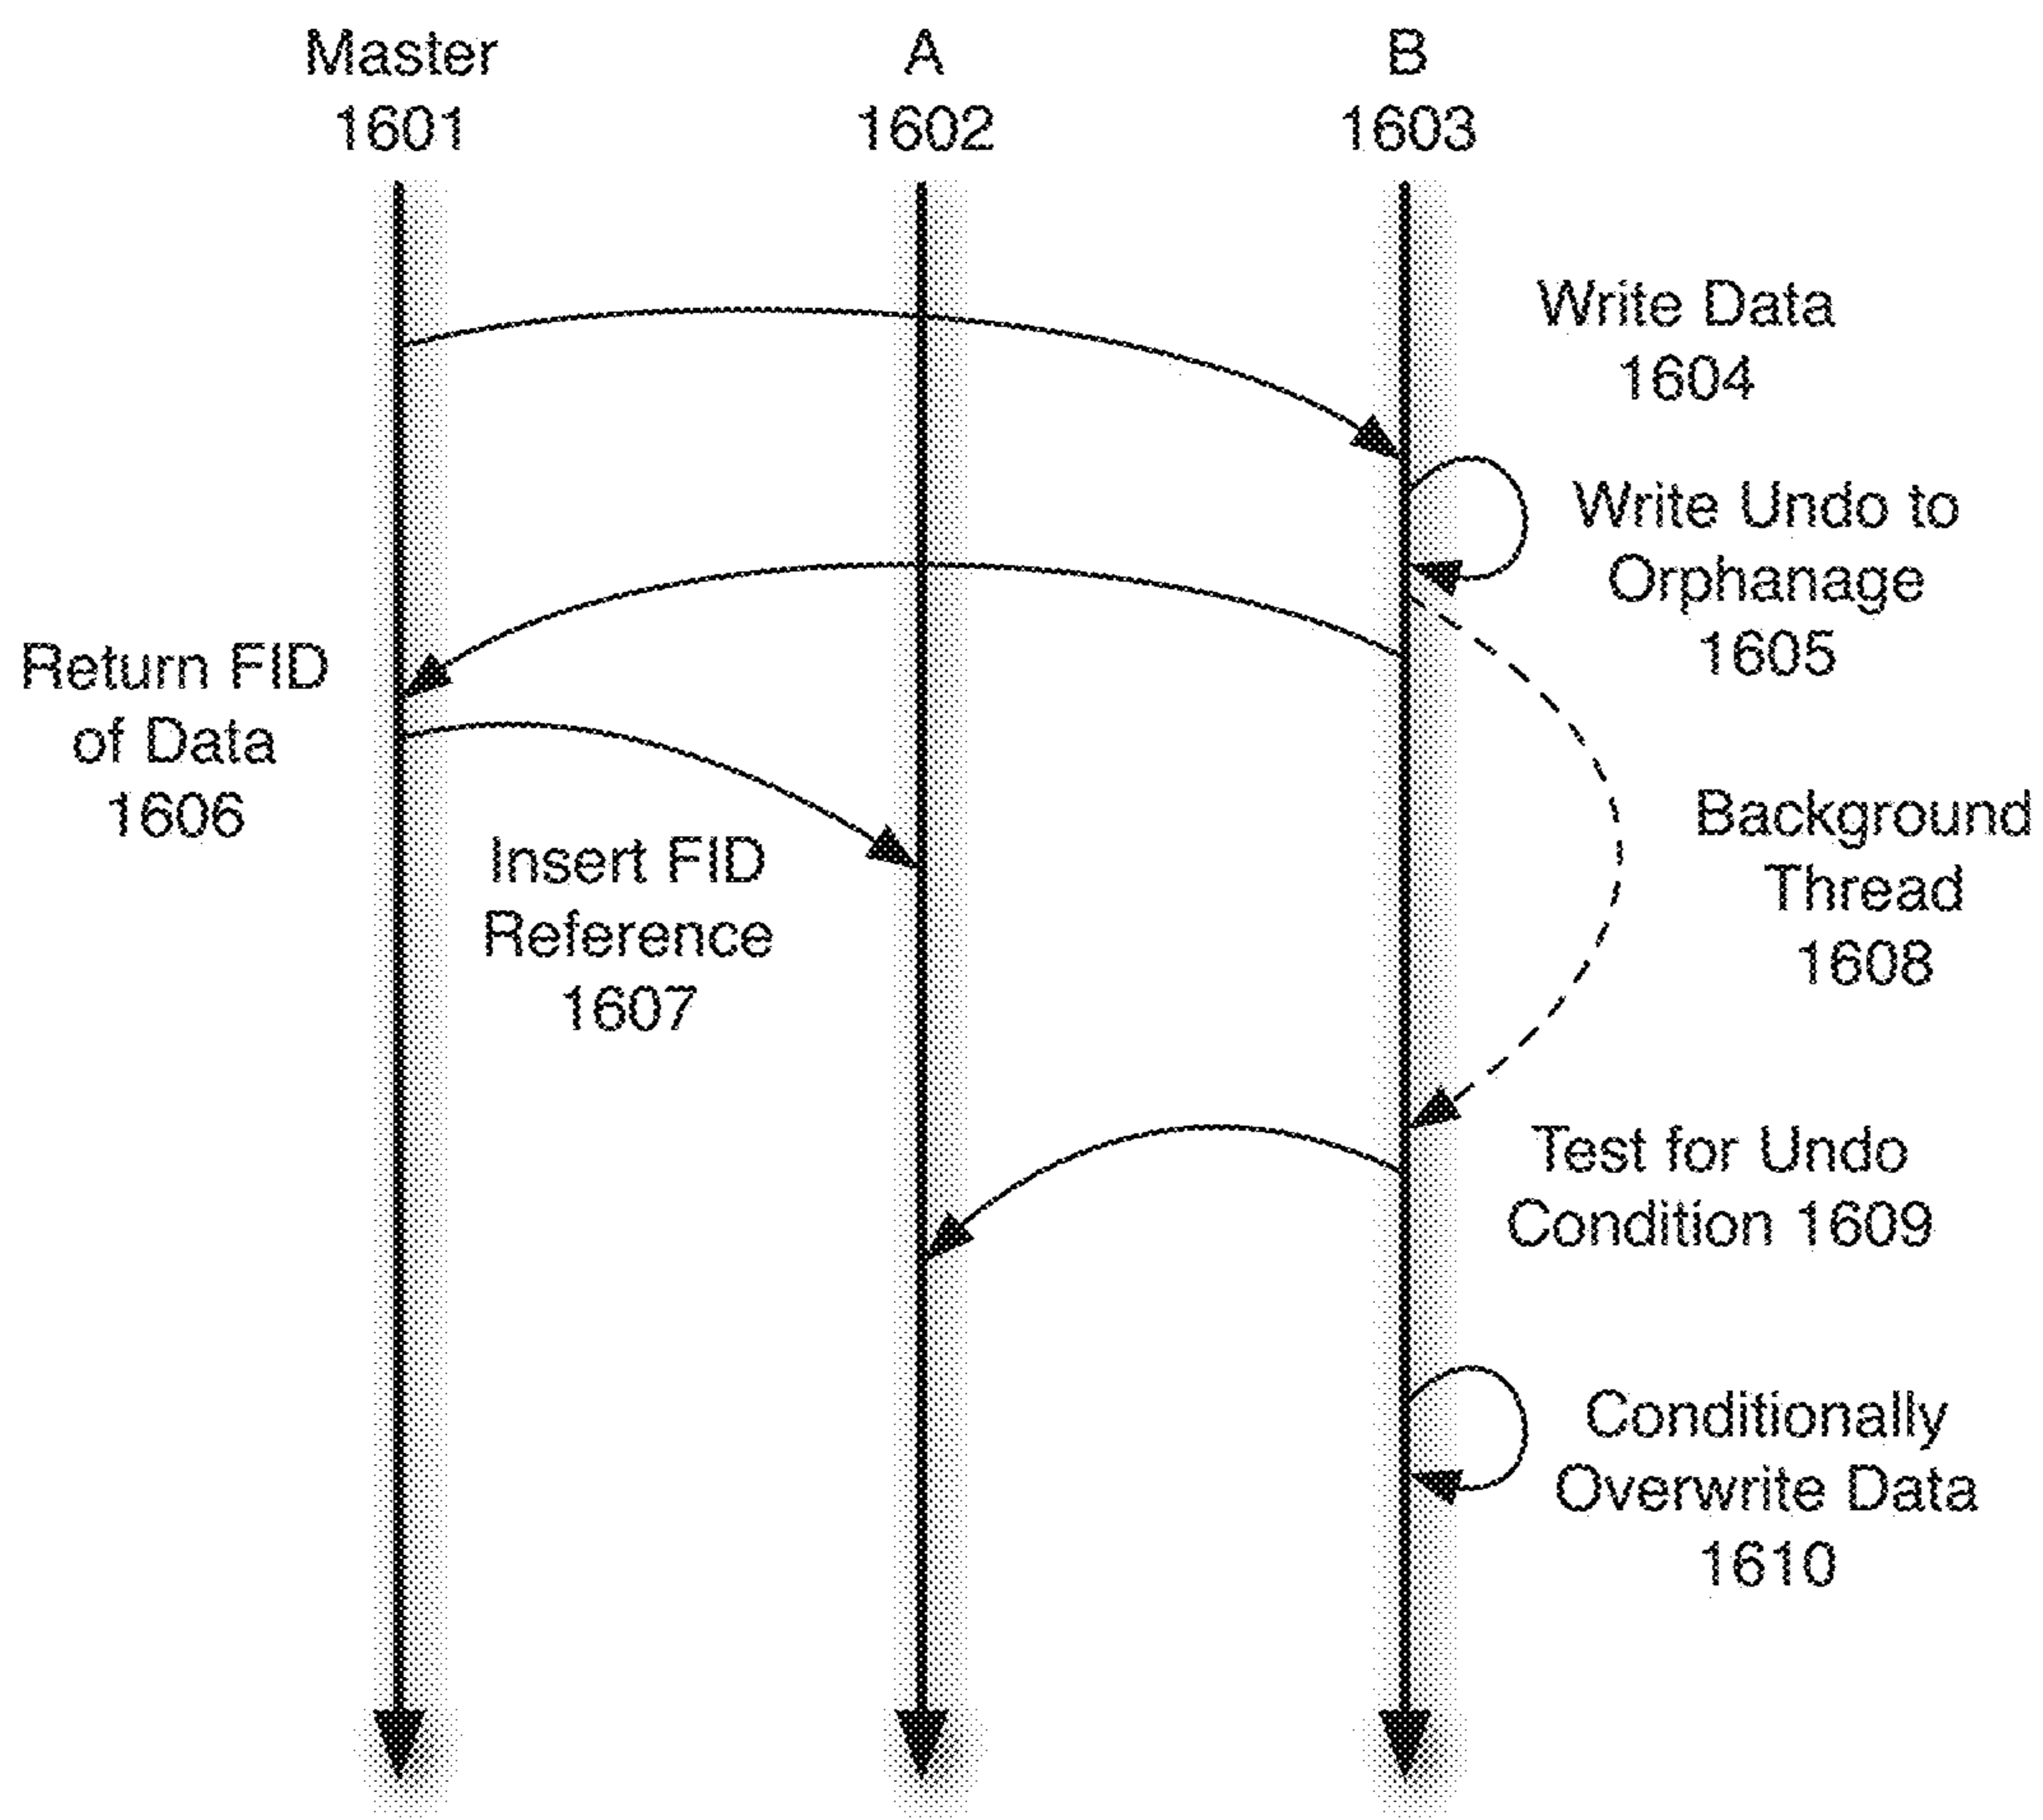 Master
1601
A
1602
B
1603
Write Data
1604
Write Undo to
Orphanage
1605
Return FID
of Data
1606
Insert FID
Reference
1607
Background
Thread
1608
Test for Undo
Condition 1609
Conditionally
Overwrite Data
1610